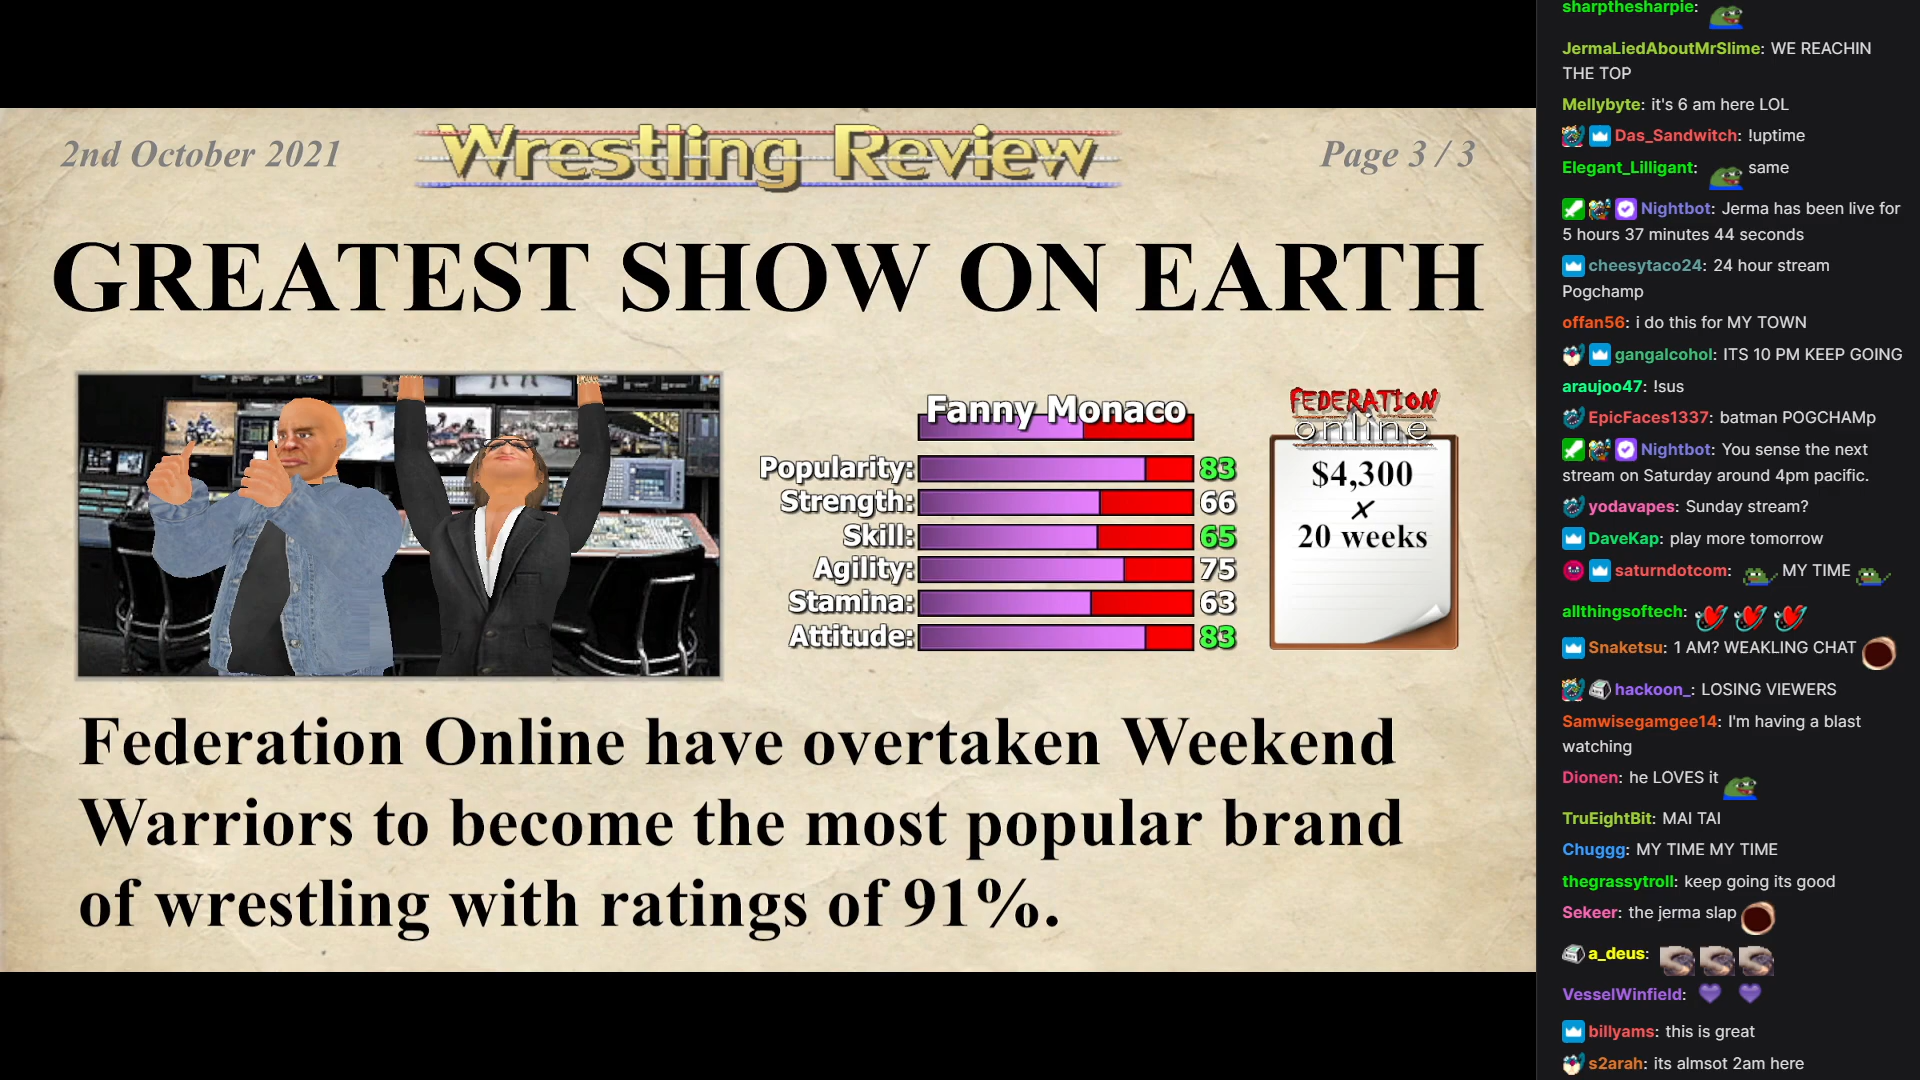 2nd October 2021
Wrestling Review
Page 3 / 3
GREATEST SHOW ON EARTH
Fanny Monaco
Popularity: 83
Strength: 66
Skill: 65
Agility: 75
Stamina: 63
Attitude: 83
FEDERATION
online
$4,300
x
20 weeks
Federation Online have overtaken Weekend
Warriors to become the most popular brand
of wrestling with ratings of 91%.
sharpthesharpie:
JermaLiedAboutMrSlime: WE REACHIN
THE TOP
Mellybyte: it's 6 am here LOL
Das_Sandwitch: !uptime
Elegant_Lilligant: same
Nightbot: Jerma has been live for
5 hours 37 minutes 44 seconds
cheesytaco24: 24 hour stream
Pogchamp
offan56: i do this for MY TOWN
gangalcohol: ITS 10 PM KEEP GOING
araujoo47: !sus
EpicFaces1337: batman POGCHAMp
Nightbot: You sense the next
stream on Saturday around 4pm pacific.
yodavapes: Sunday stream?
DaveKap: play more tomorrow
saturndotcom: MY TIME
allthingsoftech:
Snaketsu: 1 AM? WEAKLING CHAT
hackoon_: LOSING VIEWERS
Samwisegamgee14: I'm having a blast
watching
Dionen: he LOVES it
TruEightBit: MAI TAI
Chuggg: MY TIME MY TIME
thegrassytroll: keep going its good
Sekeer: the jerma slap
a_deus:
VesselWinfield:
billyams: this is great
s2arah: its almsot 2am here